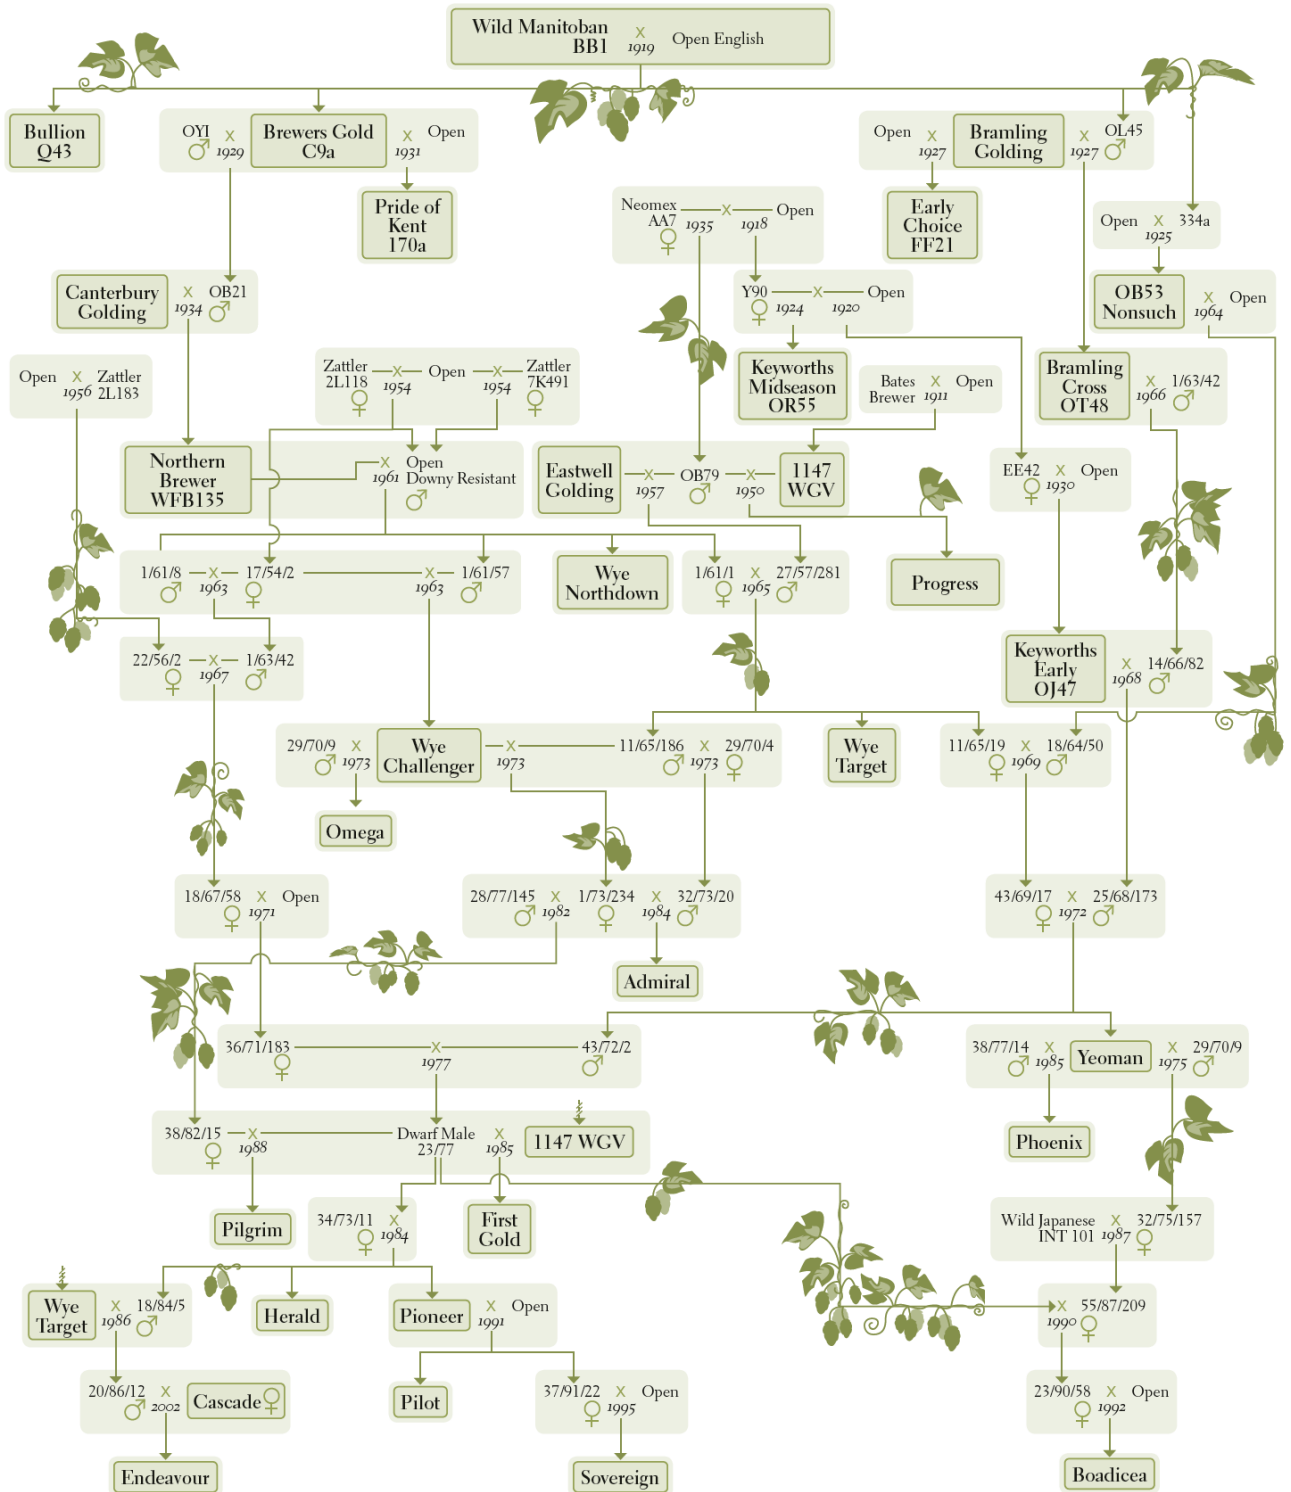 Wild Manitoban
BB1
X
1919
Open English
Bullion
Q43
OYI
X
1929
Brewers Gold
C9a
X
1931
Open
Pride of
Kent
170a
Open
X
1927
Bramling
Golding
X
1927
OL45
Early
Choice
FF21
Neomex
AA7
X
1935
1918
Open
Open
X
1925
334a
Canterbury
Golding
X
1934
OB21
Y90
1924
X
1920
Open
OB53
Nonsuch
X
1964
Open
Keyworths
Midseason
OR55
Open
X
1956
Zattler
2L183
Zattler
2L118
X
1954
Open
X
1954
Zattler
7K491
Bates
Brewer
X
1911
Open
Bramling
Cross
OT48
X
1966
1/63/42
Northern
Brewer
WFB135
X
1961
Open
Downy Resistant
Eastwell
Golding
X
1957
OB79
X
1950
1147
WGV
EE42
X
1930
Open
1/61/8
X
1963
17/54/2
X
1963
1/61/57
Wye
Northdown
1/61/1
X
1965
27/57/281
Progress
22/56/2
X
1967
1/63/42
Keyworths
Early
OJ47
X
1968
14/66/82
29/70/9
X
1973
Wye
Challenger
X
1973
11/65/186
X
1973
29/70/4
Wye
Target
11/65/19
X
1969
18/64/50
Omega
18/67/58
X
1971
Open
28/77/145
X
1982
1/73/234
X
1984
32/73/20
43/69/17
X
1972
25/68/173
Admiral
36/71/183
X
1977
43/72/2
38/77/14
X
1985
Yeoman
X
1975
29/70/9
38/82/15
X
1988
Dwarf Male
23/77
X
1985
1147 WGV
Phoenix
Pilgrim
34/73/11
X
1984
First
Gold
Wild Japanese
INT 101
X
1987
32/75/157
Wye
Target
X
1986
18/84/5
Herald
Pioneer
X
1991
Open
X
1990
55/87/209
20/86/12
X
2002
Cascade
Pilot
37/91/22
X
1995
Open
23/90/58
X
1992
Open
Endeavour
Sovereign
Boadicea